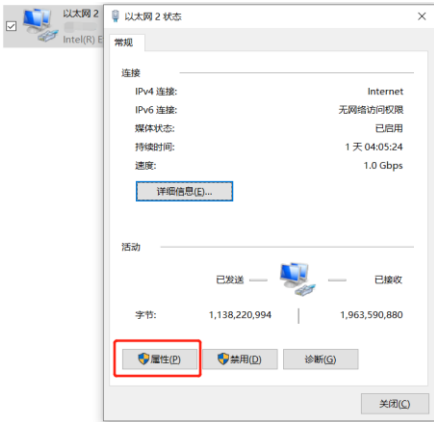 以太网 2
Intel(R) E
以太网 2 状态
常规
连接
IPv4 连接: Internet
IPv6 连接: 无网络访问权限
媒体状态: 已启用
持续时间: 1 天 04:05:24
速度: 1.0 Gbps
详细信息(E)...
活动
已发送 已接收
字节: 1,138,220,994 1,963,590,880
属性(P) 禁用(D) 诊断(G)
关闭(C)